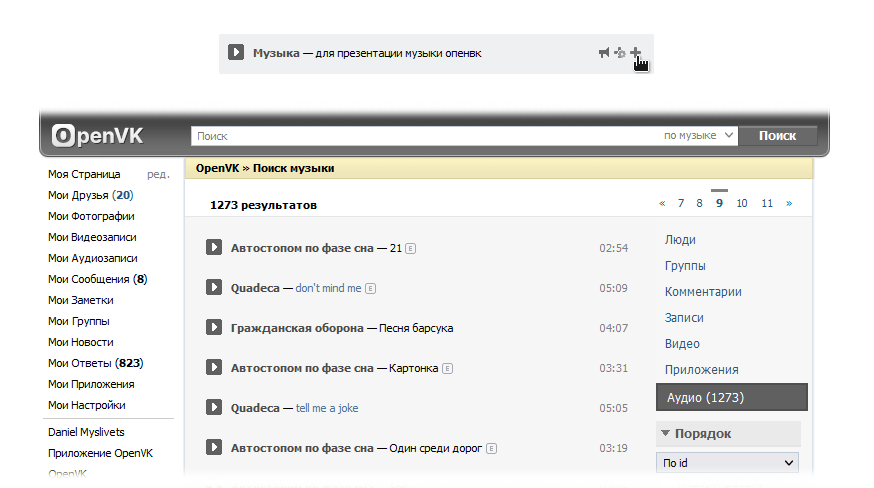 Музыка — для презентации музыки опенвк
OpenVK
Поиск по музыке Поиск
Моя Страница ред.
Мои Друзья (20)
Мои Фотографии
Мои Видеозаписи
Мои Аудиозаписи
Мои Сообщения (8)
Мои Заметки
Мои Группы
Мои Новости
Мои Ответы (823)
Мои Приложения
Мои Настройки
Daniel Myslivets
Приложение OpenVK
OpenVK
OpenVK » Поиск музыки
1273 результатов
« 7 8 9 10 11 »
Автостопом по фазе сна — 21 E 02:54
Quadeca — don't mind me E 05:09
Гражданская оборона — Песня барсука 04:07
Автостопом по фазе сна — Картонка E 03:31
Quadeca — tell me a joke 05:05
Автостопом по фазе сна — Один среди дорог E 03:19
Люди
Группы
Комментарии
Записи
Видео
Приложения
Аудио (1273)
Порядок
По id